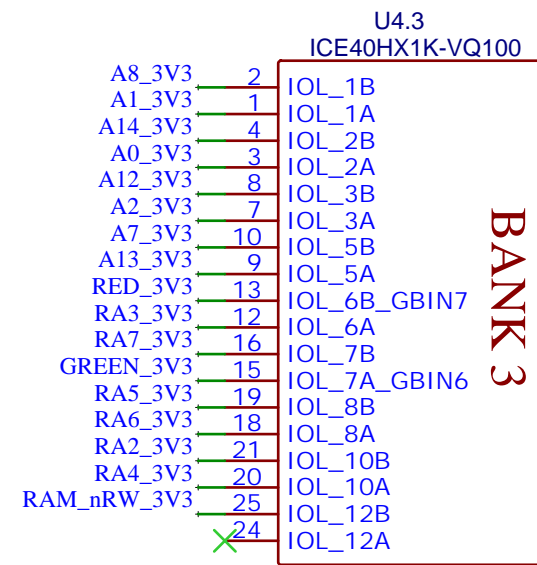 U4.3
ICE40HX1K-VQ100
A8_3V3 2 IOL_1B
A1_3V3 1 IOL_1A
A14_3V3 4 IOL_2B
A0_3V3 3 IOL_2A
A12_3V3 8 IOL_3B
A2_3V3 7 IOL_3A
A7_3V3 10 IOL_5B
A13_3V3 9 IOL_5A
RED_3V3 13 IOL_6B_GBIN7
RA3_3V3 12 IOL_6A
RA7_3V3 16 IOL_7B
GREEN_3V3 15 IOL_7A_GBIN6
RA5_3V3 19 IOL_8B
RA6_3V3 18 IOL_8A
RA2_3V3 21 IOL_10B
RA4_3V3 20 IOL_10A
RAM_nRW_3V3 25 IOL_12B
24 IOL_12A
BANK 3